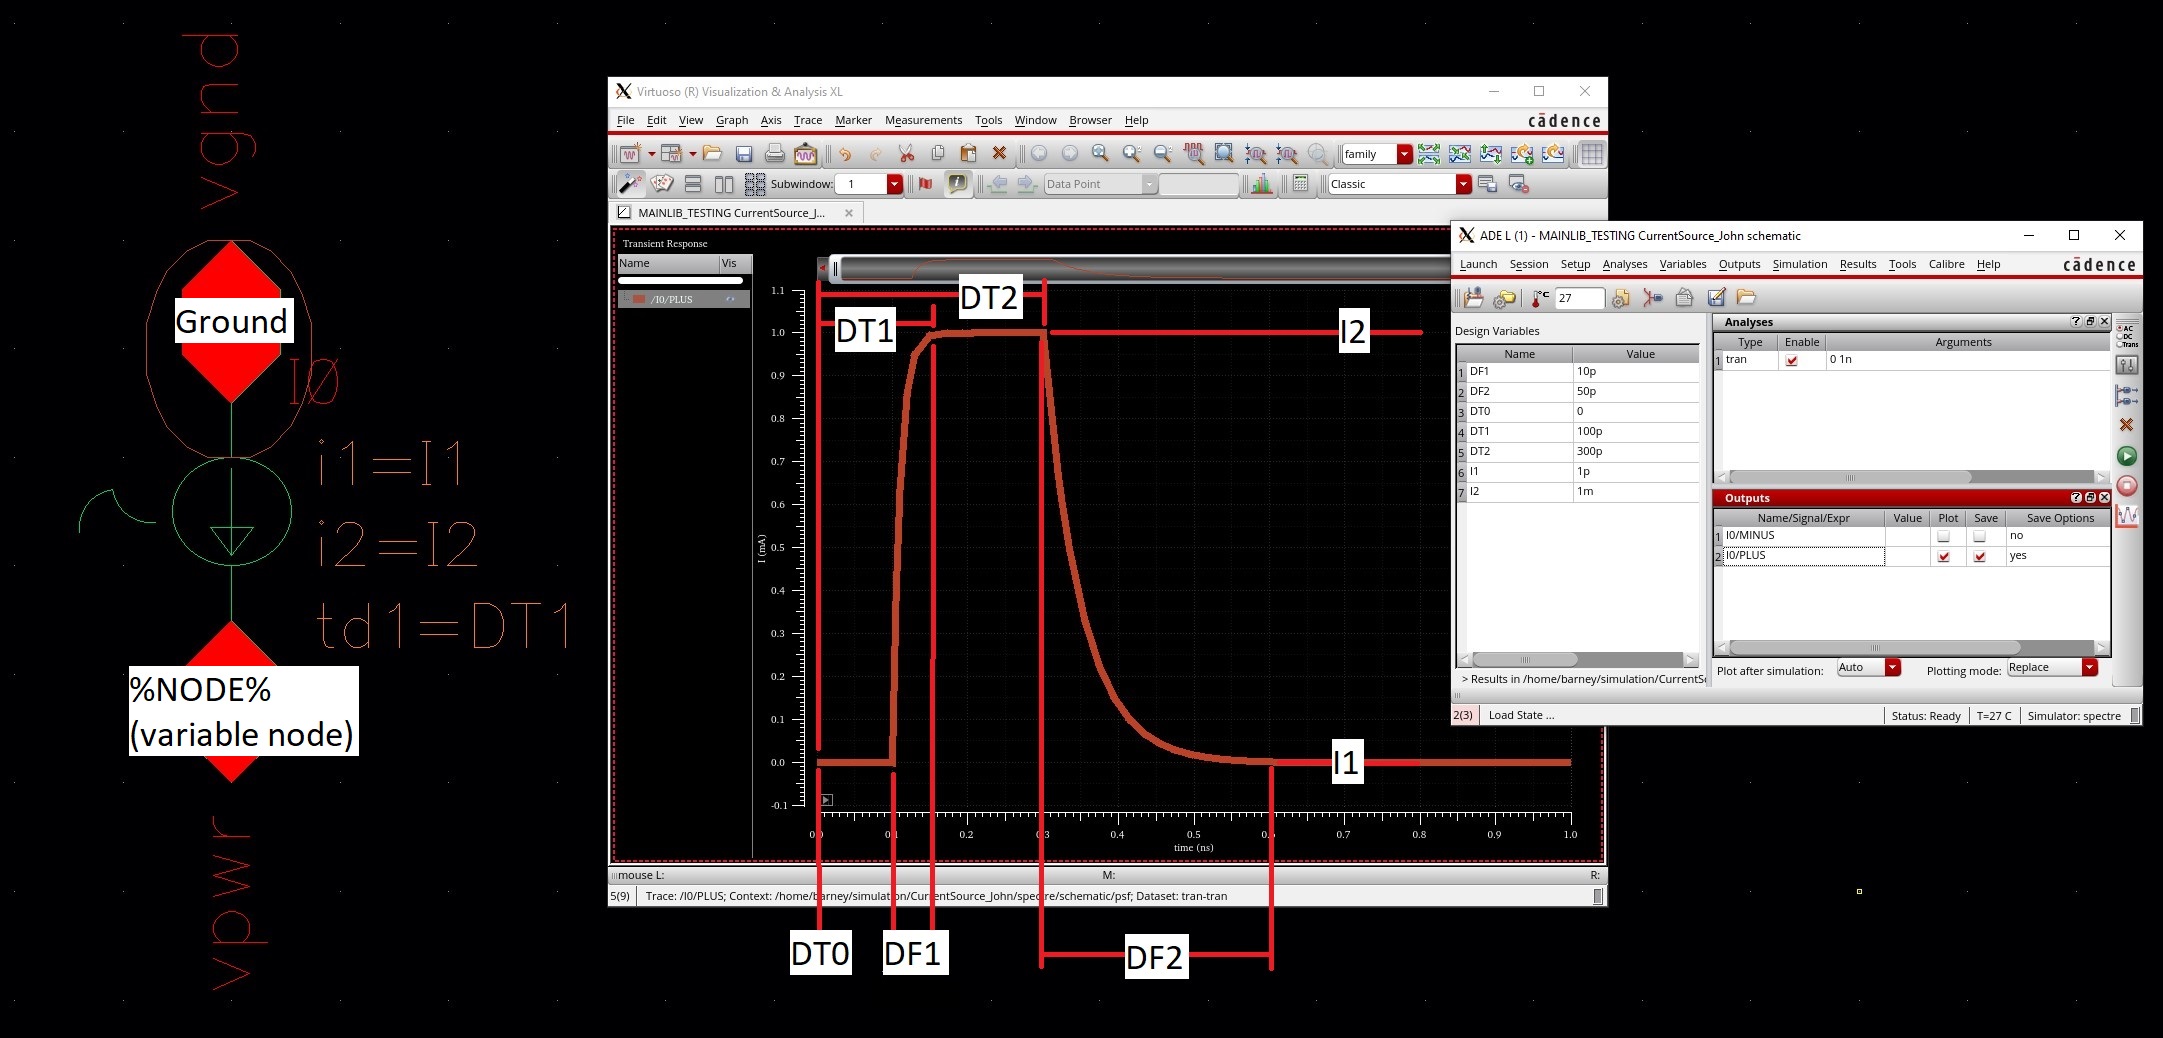 vgnd
Ground
I0
i1=I1
i2=I2
td1=DT1
%NODE%
(variable node)
vpwr
Virtuoso (R) Visualization & Analysis XL
File Edit View Graph Axis Trace Marker Measurements Tools Window Browser Help
cādence
family
Subwindow: 1
Data Point
Classic
MAINLIB_TESTING CurrentSource_J...
Transient Response
Name Vis
/I0/PLUS
DT2
DT1
I2
I1
I (mA)
1.1
1.0
0.9
0.8
0.7
0.6
0.5
0.4
0.3
0.2
0.1
0.0
-0.1
0.0 0.1 0.2 0.3 0.4 0.5 0.6 0.7 0.8 0.9 1.0
time (ns)
mouse L: M: R:
5(9) Trace: /I0/PLUS; Context: /home/barney/simulation/CurrentSource_John/spectre/schematic/psf; Dataset: tran-tran
DT0
DF1
DF2
ADE L (1) - MAINLIB_TESTING CurrentSource_John schematic
Launch Session Setup Analyses Variables Outputs Simulation Results Tools Calibre Help
cādence
°C 27
Design Variables
Name Value
1 DF1 10p
2 DF2 50p
3 DT0 0
4 DT1 100p
5 DT2 300p
6 I1 1p
7 I2 1m
> Results in /home/barney/simulation/CurrentSo
Analyses
Type Enable Arguments
1 tran 0 1n
Outputs
Name/Signal/Expr Value Plot Save Save Options
1 I0/MINUS no
2 I0/PLUS yes
Plot after simulation: Auto Plotting mode: Replace
AC
DC
Trans
2(3) Load State ... Status: Ready T=27 C Simulator: spectre